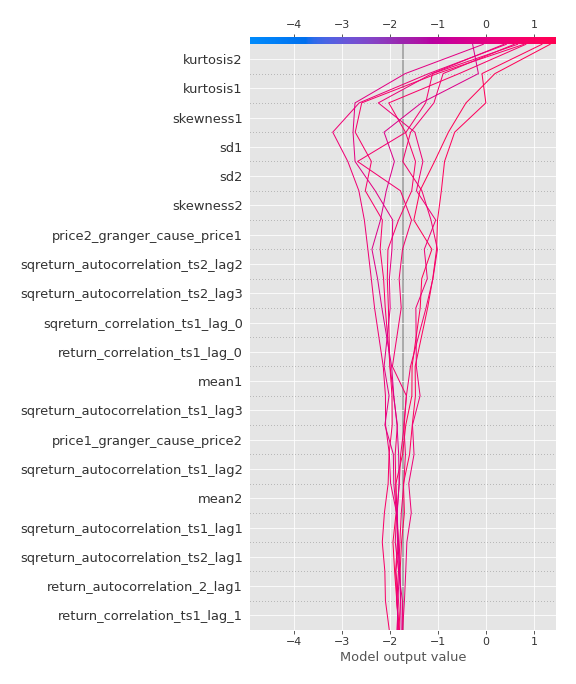 −4 −3 −2 −1 0 1
kurtosis2
kurtosis1
skewness1
sd1
sd2
skewness2
price2_granger_cause_price1
sqreturn_autocorrelation_ts2_lag2
sqreturn_autocorrelation_ts2_lag3
sqreturn_correlation_ts1_lag_0
return_correlation_ts1_lag_0
mean1
sqreturn_autocorrelation_ts1_lag3
price1_granger_cause_price2
sqreturn_autocorrelation_ts1_lag2
mean2
sqreturn_autocorrelation_ts1_lag1
sqreturn_autocorrelation_ts2_lag1
return_autocorrelation_2_lag1
return_correlation_ts1_lag_1
−4 −3 −2 −1 0 1
Model output value